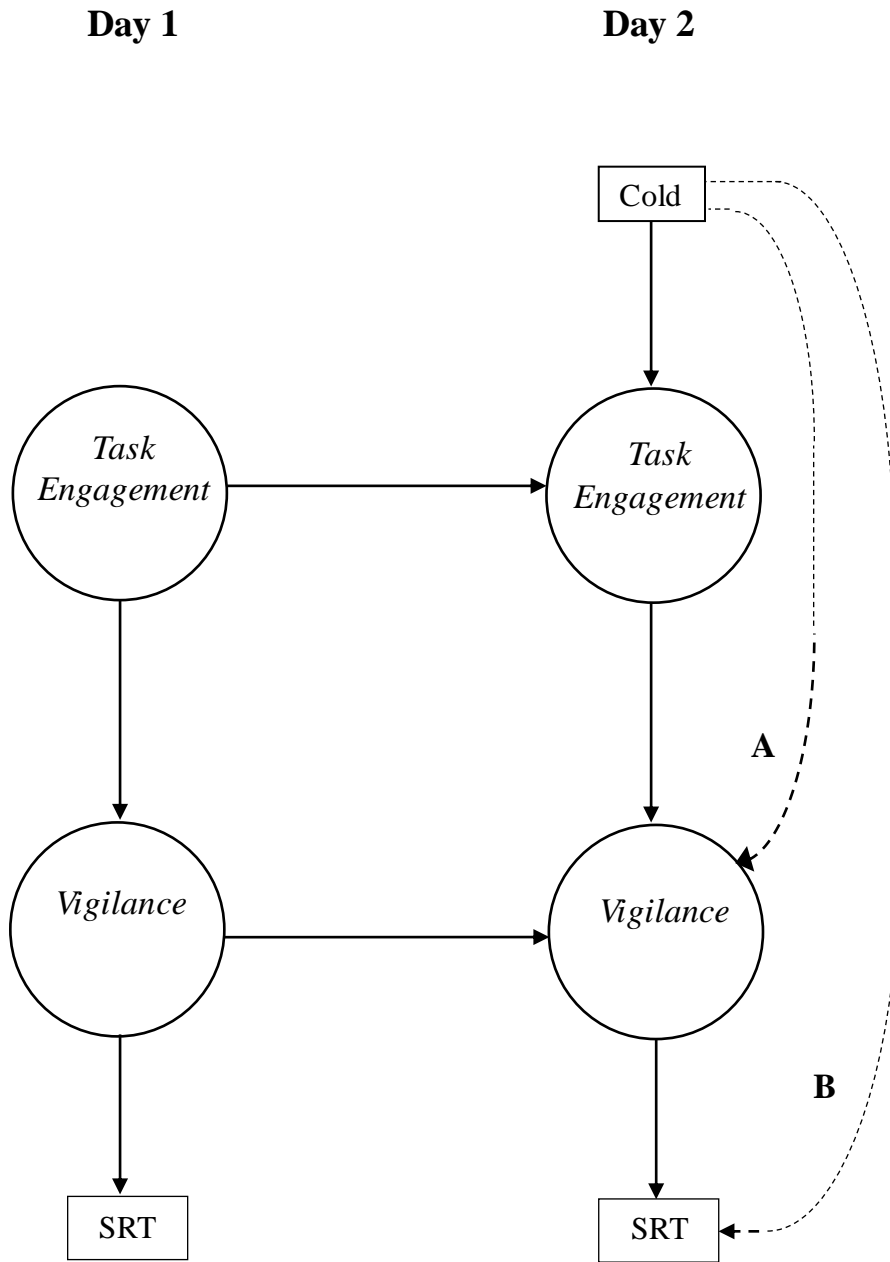 Day 1
Day 2
Cold
Task
Engagement
Task
Engagement
A
Vigilance
Vigilance
B
SRT
SRT